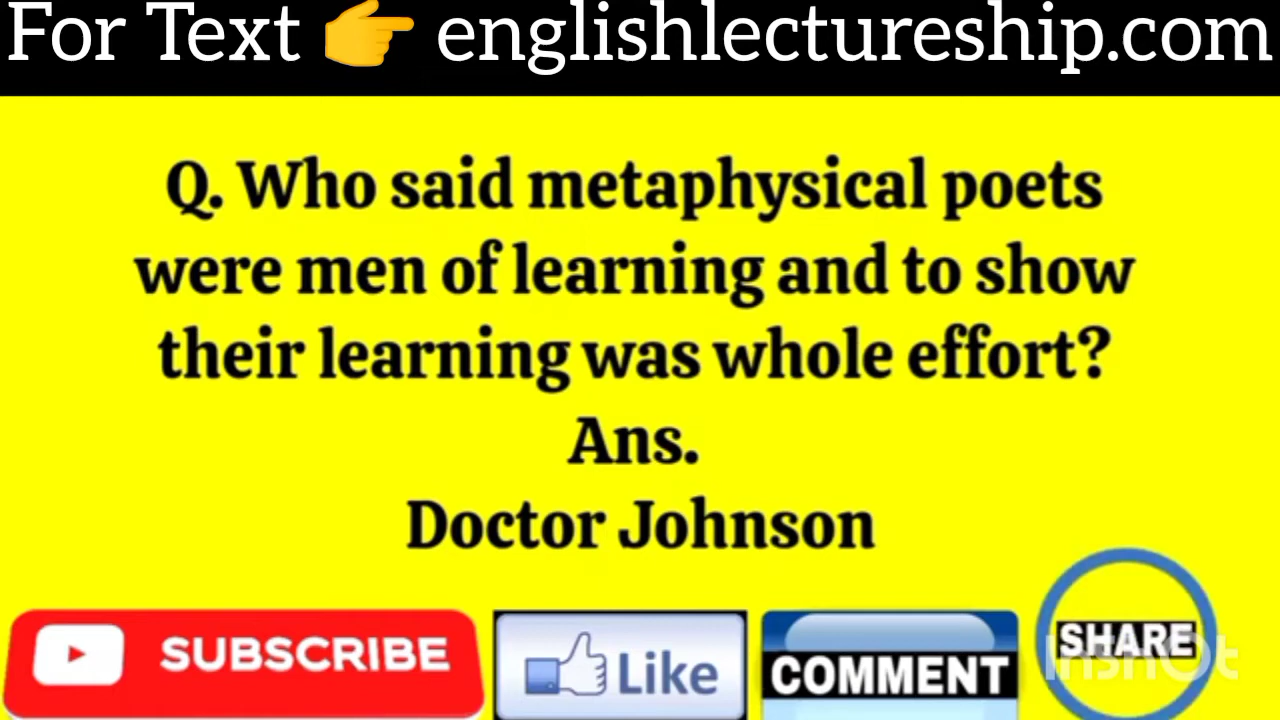 For Text 👉 englishlectureship.com
Q. Who said metaphysical poets
were men of learning and to show
their learning was whole effort?
Ans.
Doctor Johnson
SUBSCRIBE
Like
COMMENT
SHARE
InShOt